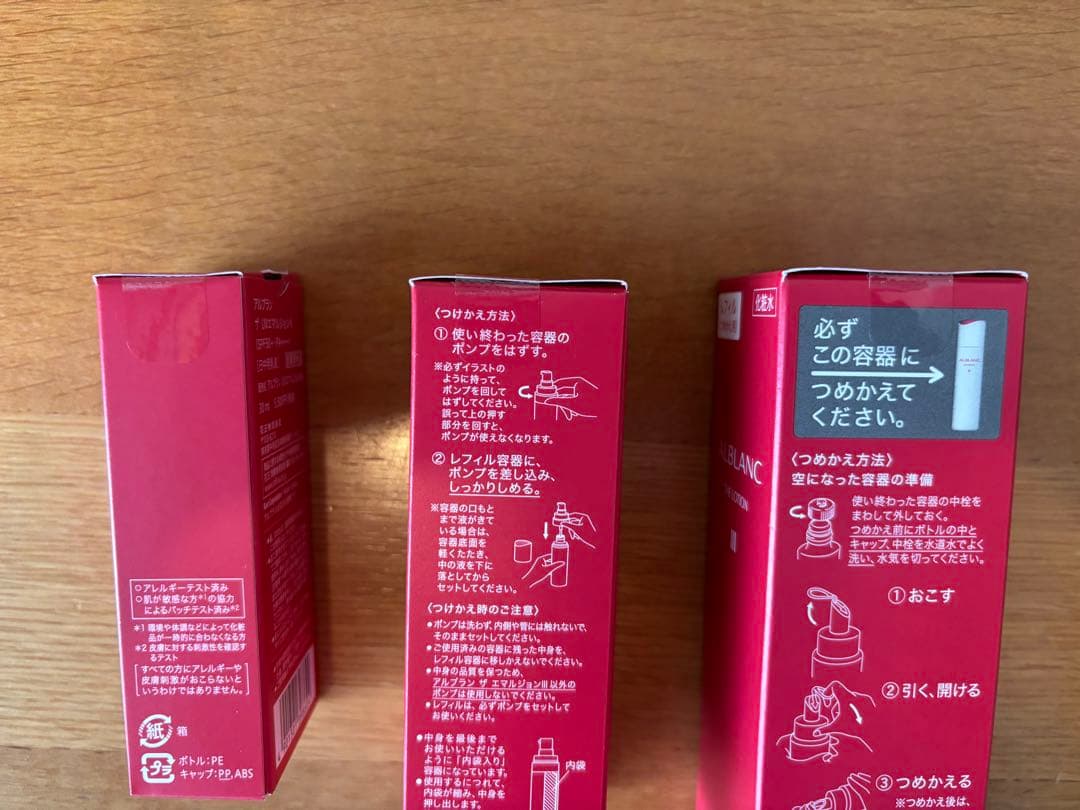 アルブラン
ザ UVエマルジョンs
○アレルギーテスト済み
○肌が敏感な方*1の協力
によるパッチテスト済み*2
*1 環境や体調などによって化粧
品が一時的に合わなくなる方
*2 皮膚に対する刺激性を確認す
るテスト
すべての方にアレルギーや
皮膚刺激がおこらないと
いうわけではありません。
紙 箱
プラ ボトル:PE
キャップ:PP,ABS
〈つけかえ方法〉
① 使い終わった容器の
ポンプをはずす。
※必ずイラストの
ように持って、
ポンプを回して
はずしてください。
誤って上の押す
部分を回すと、
ポンプが使えなくなります。
② レフィル容器に、
ポンプを差し込み、
しっかりしめる。
※容器の口もと
まで液がきて
いる場合は、
容器底面を
軽くたたき、
中の液を下に
落としてから
セットしてください。
〈つけかえ時のご注意〉
●ポンプは洗わず、内側や管には触れないで、
そのままセットしてください。
●ご使用済みの容器に残った中身を、
レフィル容器に移しかえないでください。
●中身の品質を保つため、
アルブラン ザ エマルジョンIII以外の
ポンプは使用しないでください。
●レフィルは、必ずポンプをセットして
お使いください。
●中身を最後まで
お使いいただける
ように「内袋入り」
容器になっています。
●使用するにつれて、
内袋が縮み、中身を
押し出します。
内袋
化粧水
ALBLANC
THE LOTION
III
必ず
この容器に
つめかえて
ください。
ALBLANC
〈つめかえ方法〉
空になった容器の準備
使い終わった容器の中栓を
まわして外しておく。
つめかえ前にボトルの中と
キャップ、中栓を水道水でよく
洗い、水気を切ってください。
①おこす
②引く、開ける
③つめかえる
※つめかえ後は、